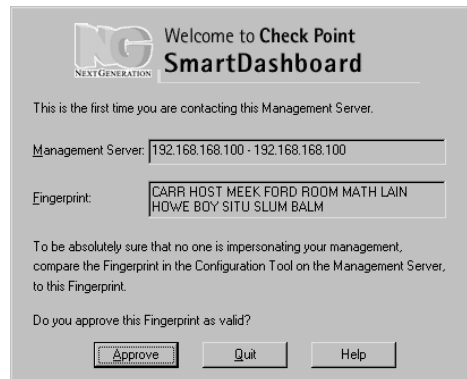 NG
NEXT GENERATION
Welcome to Check Point
SmartDashboard
This is the first time you are contacting this Management Server.
Management Server: 192.168.168.100 - 192.168.168.100
Fingerprint: CARR HOST MEEK FORD ROOM MATH LAIN
HOWE BOY SITU SLUM BALM
To be absolutely sure that no one is impersonating your management,
compare the Fingerprint in the Configuration Tool on the Management Server,
to this Fingerprint.
Do you approve this Fingerprint as valid?
Approve Quit Help